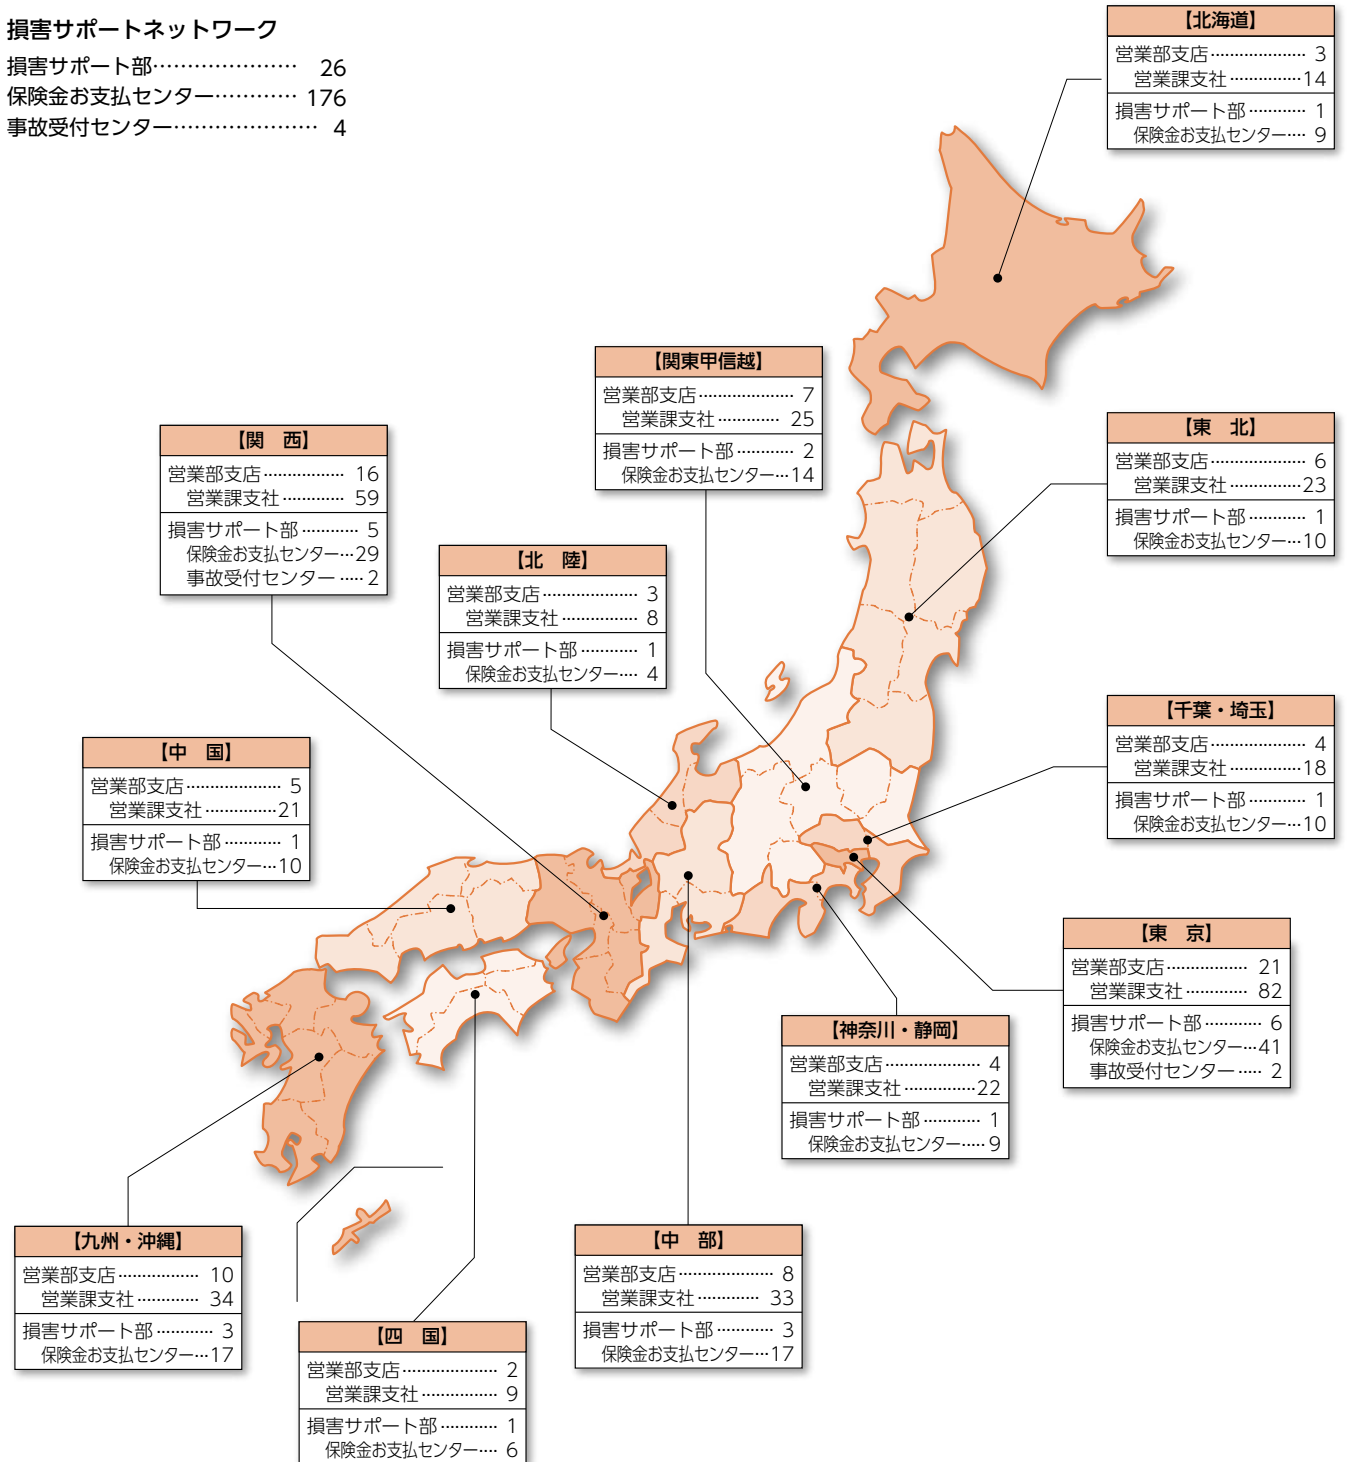 損害サポートネットワーク
損害サポート部………………… 26
保険金お支払センター………… 176
事故受付センター………………… 4
【北海道】
営業部支店………………… 3
営業課支社……………14
損害サポート部………… 1
保険金お支払センター…… 9
【関東甲信越】
営業部支店………………… 7
営業課支社………… 25
損害サポート部………… 2
保険金お支払センター…14
【東　北】
営業部支店………………… 6
営業課支社……………23
損害サポート部………… 1
保険金お支払センター…10
【関　西】
営業部支店……………… 16
営業課支社………… 59
損害サポート部………… 5
保険金お支払センター…29
事故受付センター ……2
【北　陸】
営業部支店………………… 3
営業課支社…………… 8
損害サポート部………… 1
保険金お支払センター…… 4
【千葉・埼玉】
営業部支店………………… 4
営業課支社……………18
損害サポート部………… 1
保険金お支払センター…10
【中　国】
営業部支店………………… 5
営業課支社……………21
損害サポート部………… 1
保険金お支払センター…10
【東　京】
営業部支店……………… 21
営業課支社………… 82
損害サポート部………… 6
保険金お支払センター…41
事故受付センター …… 2
【神奈川・静岡】
営業部支店………………… 4
営業課支社……………22
損害サポート部………… 1
保険金お支払センター……9
【九州・沖縄】
営業部支店……………… 10
営業課支社………… 34
損害サポート部………… 3
保険金お支払センター…17
【中　部】
営業部支店………………… 8
営業課支社………… 33
損害サポート部………… 3
保険金お支払センター…17
【四　国】
営業部支店………………… 2
営業課支社…………… 9
損害サポート部………… 1
保険金お支払センター…… 6